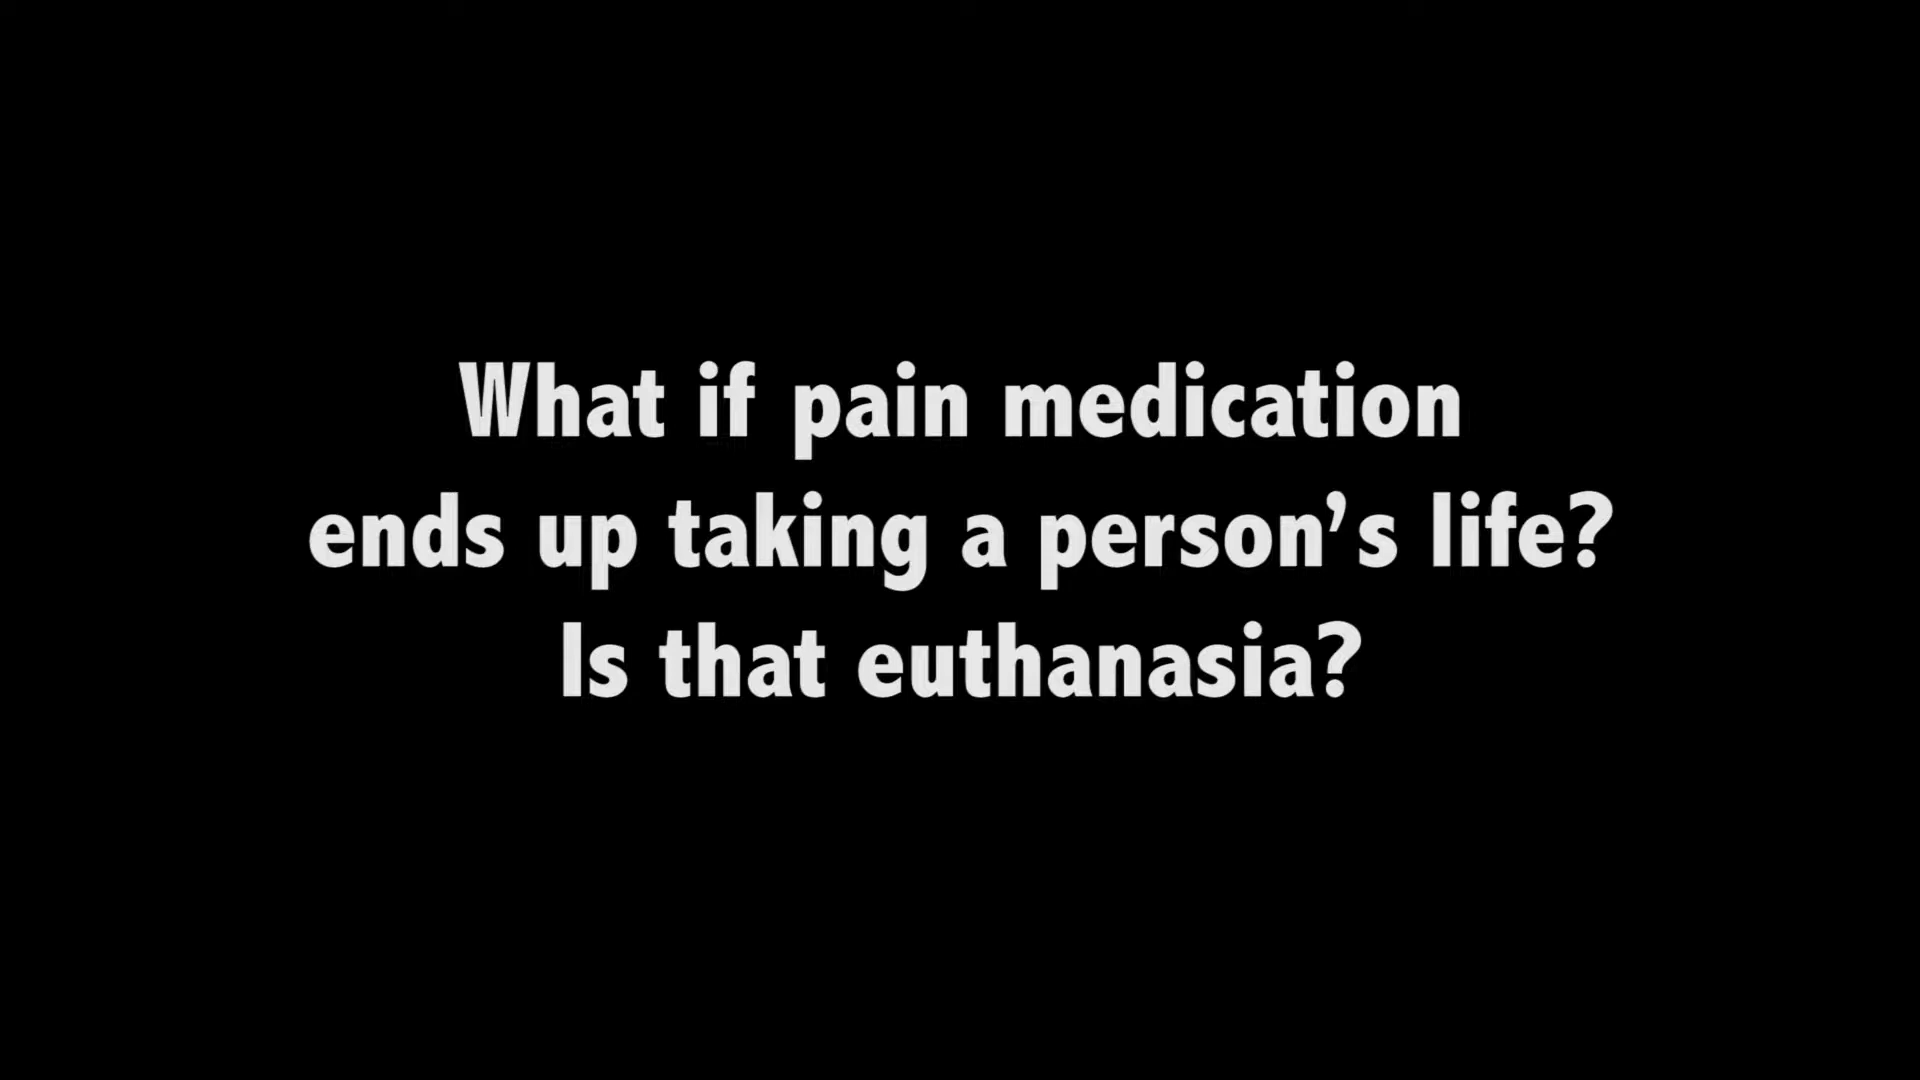 What if pain medication
ends up taking a person’s life?
Is that euthanasia?